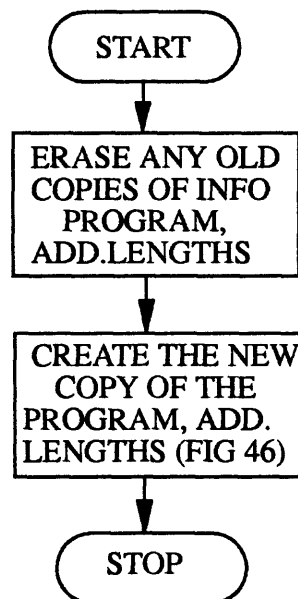 START
ERASE ANY OLD
COPIES OF INFO
PROGRAM,
ADD.LENGTHS
CREATE THE NEW
COPY OF THE
PROGRAM, ADD.
LENGTHS (FIG 46)
STOP